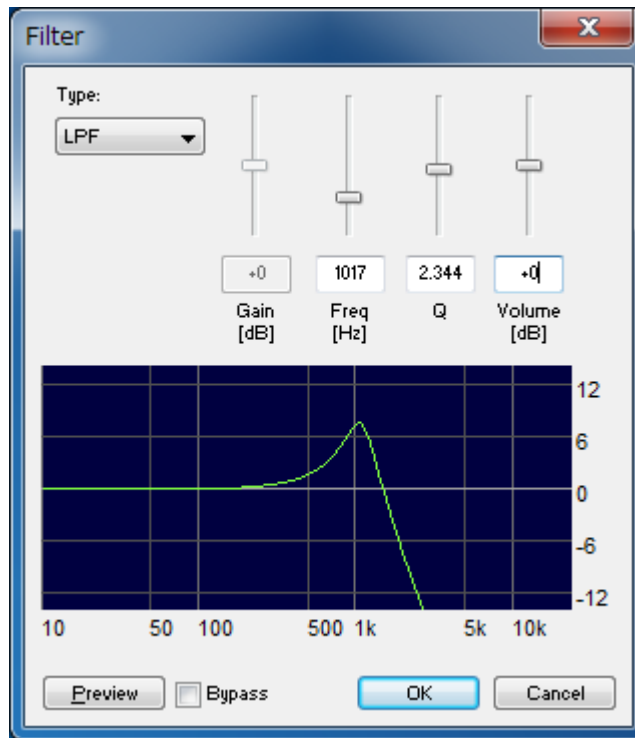 Filter
Type:
LPF
+0 1017 2.344 +0
Gain Freq Q Volume
[dB] [Hz] [dB]
12
6
0
-6
-12
10 50 100 500 1k 5k 10k
Preview Bypass OK Cancel